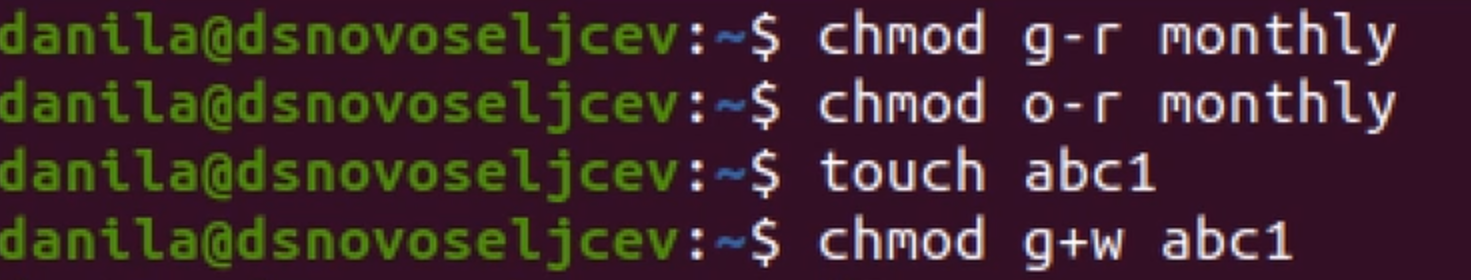 danila@dsnovoseljcev:~$ chmod g-r monthly
danila@dsnovoseljcev:~$ chmod o-r monthly
danila@dsnovoseljcev:~$ touch abc1
danila@dsnovoseljcev:~$ chmod g+w abc1